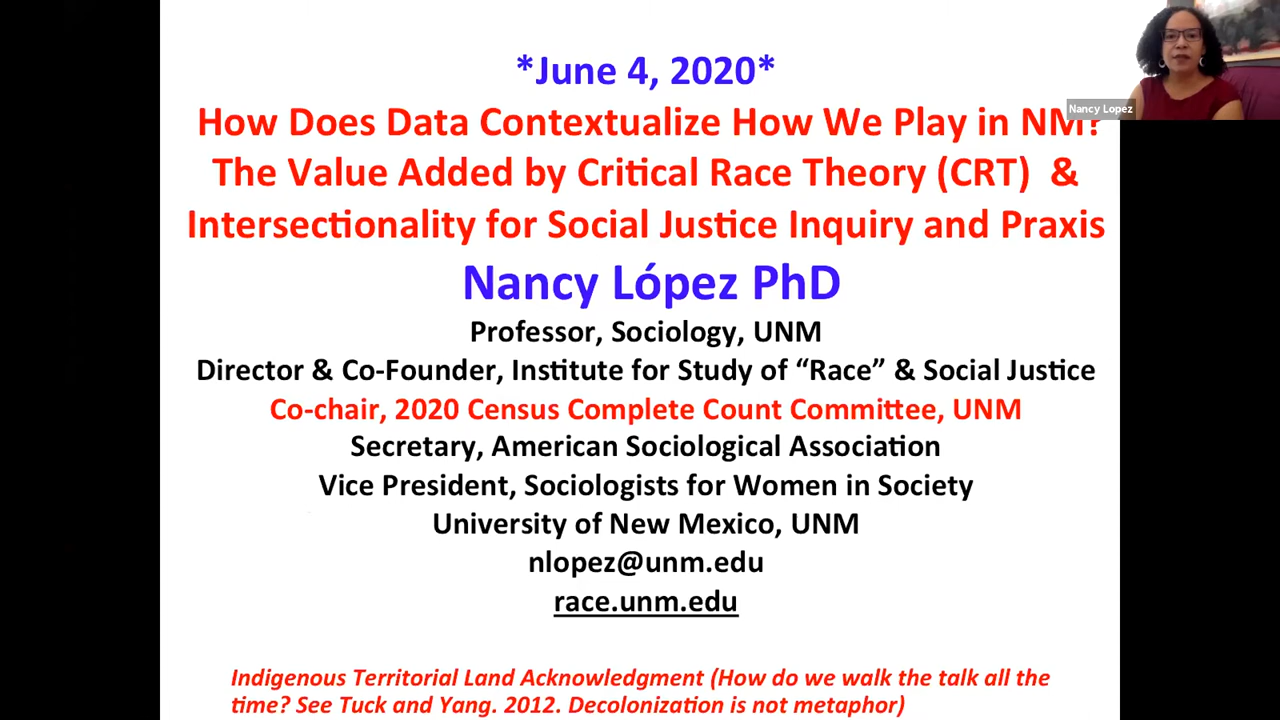 *June 4, 2020*
How Does Data Contextualize How We Play in NM?
The Value Added by Critical Race Theory (CRT) &
Intersectionality for Social Justice Inquiry and Praxis
Nancy López PhD
Professor, Sociology, UNM
Director & Co-Founder, Institute for Study of “Race” & Social Justice
Co-chair, 2020 Census Complete Count Committee, UNM
Secretary, American Sociological Association
Vice President, Sociologists for Women in Society
University of New Mexico, UNM
nlopez@unm.edu
race.unm.edu
Indigenous Territorial Land Acknowledgment (How do we walk the talk all the
time? See Tuck and Yang. 2012. Decolonization is not metaphor)
Nancy Lopez